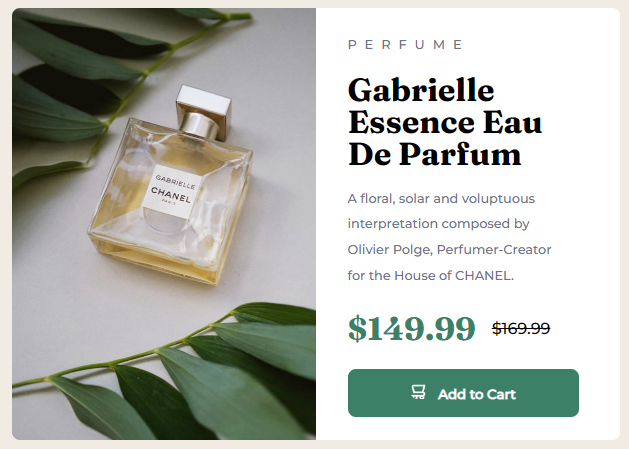 GABRIELLE
CHANEL
PARIS
PERFUME
Gabrielle
Essence Eau
De Parfum
A floral, solar and voluptuous
interpretation composed by
Olivier Polge, Perfumer-Creator
for the House of CHANEL.
$149.99 $169.99
Add to Cart